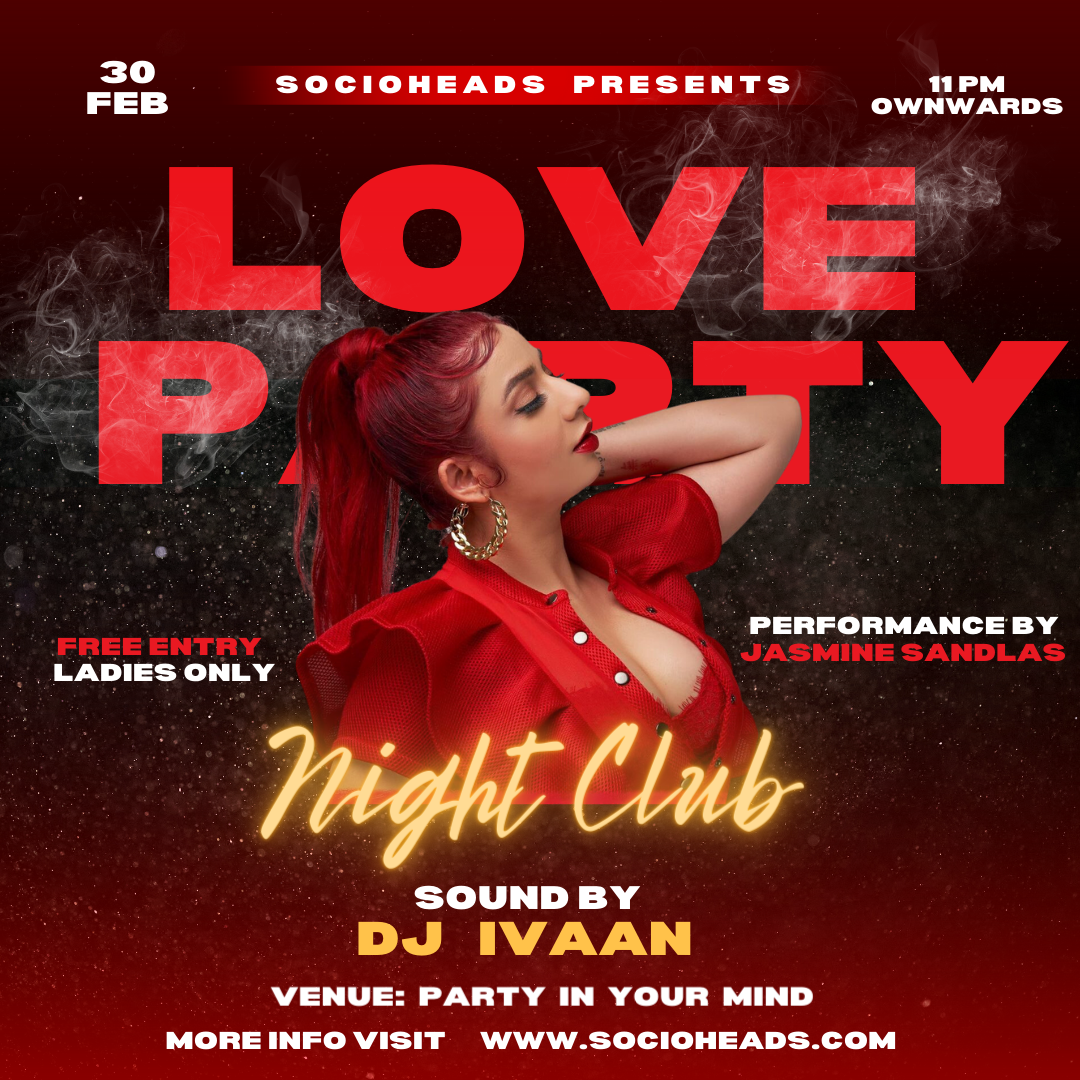 30
FEB
SOCIOHEADS PRESENTS
11 PM
OWNWARDS
LOVE
PARTY
FREE ENTRY
LADIES ONLY
PERFORMANCE BY
JASMINE SANDLAS
Night Club
SOUND BY
DJ IVAAN
VENUE: PARTY IN YOUR MIND
MORE INFO VISIT WWW.SOCIOHEADS.COM